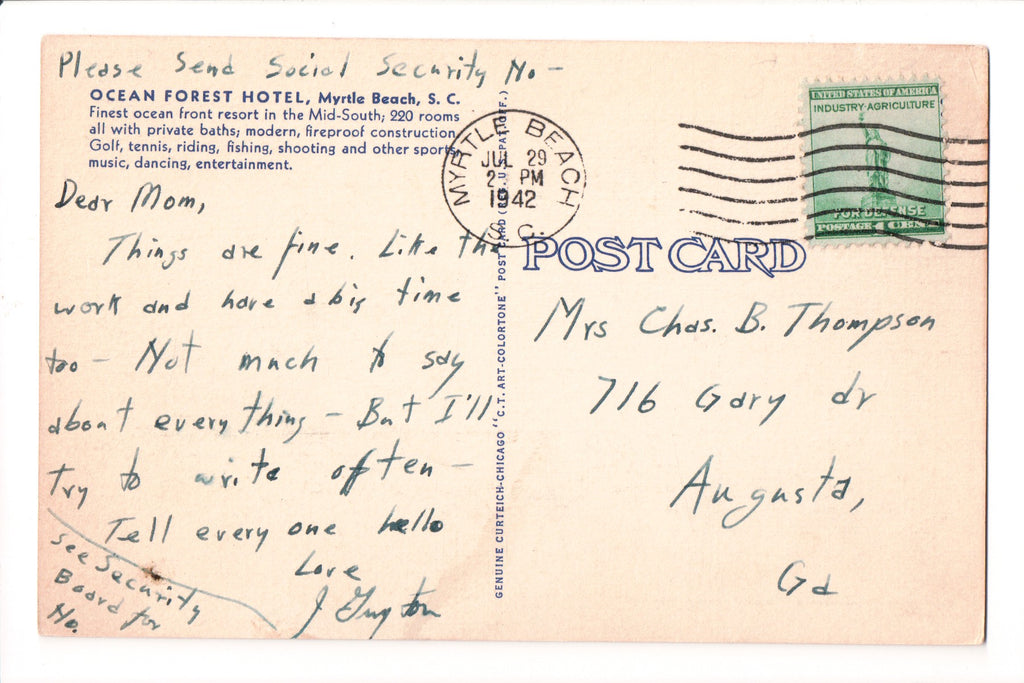 Please Send Social Security No -
OCEAN FOREST HOTEL, Myrtle Beach, S. C.
Finest ocean front resort in the Mid-South; 220 rooms
all with private baths; modern, fireproof construction.
Golf, tennis, riding, fishing, shooting and other sports,
music, dancing, entertainment.
Dear Mom,
Things are fine. Like the
work and have a big time
too - Not much to say
about everything - But I'll
try to write often -
Tell every one hello
Love
J Guyton
See Security
Board for
No.
GENUINE CURTEICH-CHICAGO "C.T. ART-COLORTONE" POST CARD (REG. U.S. PAT. OFF.)
MYRTLE BEACH
JUL 29
2 PM
1942
S. C.
UNITED STATES OF AMERICA
INDUSTRY-AGRICULTURE
FOR DEFENSE
POSTAGE 1 CENT
POST CARD
Mrs Chas. B. Thompson
716 Gary dr
Augusta,
Ga